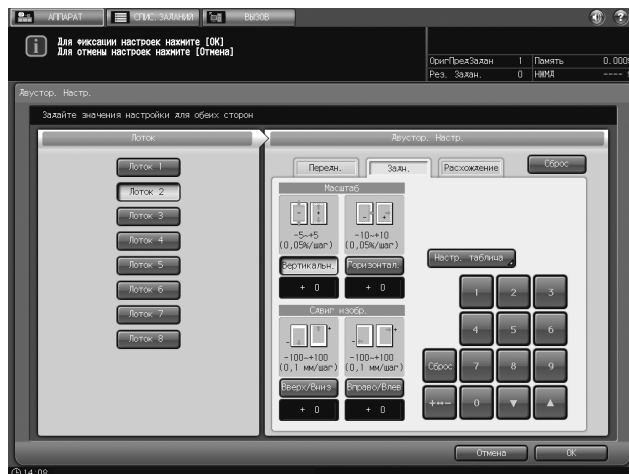 АППАРАТ СПИС. ЗАДАНИЙ ВЫЗОВ
Для фиксации настроек нажмите [OK]
Для отмены настроек нажмите [Отмена]
ОригПредЗадан 1 Память 0.000
Рез. Задан. 0 НЖМД ----
Двустор. Настр.
Задайте значения настройки для обеих сторон
Лоток
Двустор. Настр.
Лоток 1
Лоток 2
Лоток 3
Лоток 4
Лоток 5
Лоток 6
Лоток 7
Лоток 8
Передн. Задн. Расхождение Сброс
Масштаб
-5~+5 -10~+10
(0,05%/шаг) (0,05%/шаг)
Вертикальн. Горизонтал.
+ 0 + 0
Сдвиг изобр.
-100~+100 -100~+100
(0,1 мм/шаг) (0,1 мм/шаг)
Вверх/Вниз Вправо/Влев
+ 0 + 0
Настр. таблица
1 2 3
4 5 6
Сброс 7 8 9
+↔- 0 ▼ ▲
Отмена OK
14:08